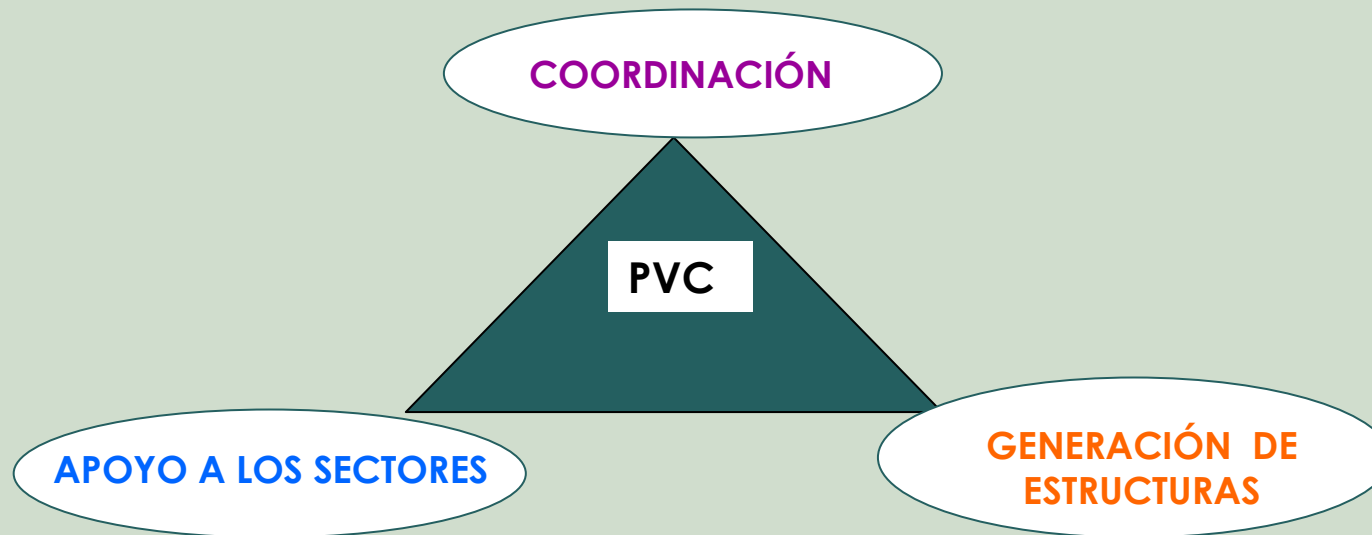 COORDINACIÓN
PVC
APOYO A LOS SECTORES
GENERACIÓN DE
ESTRUCTURAS